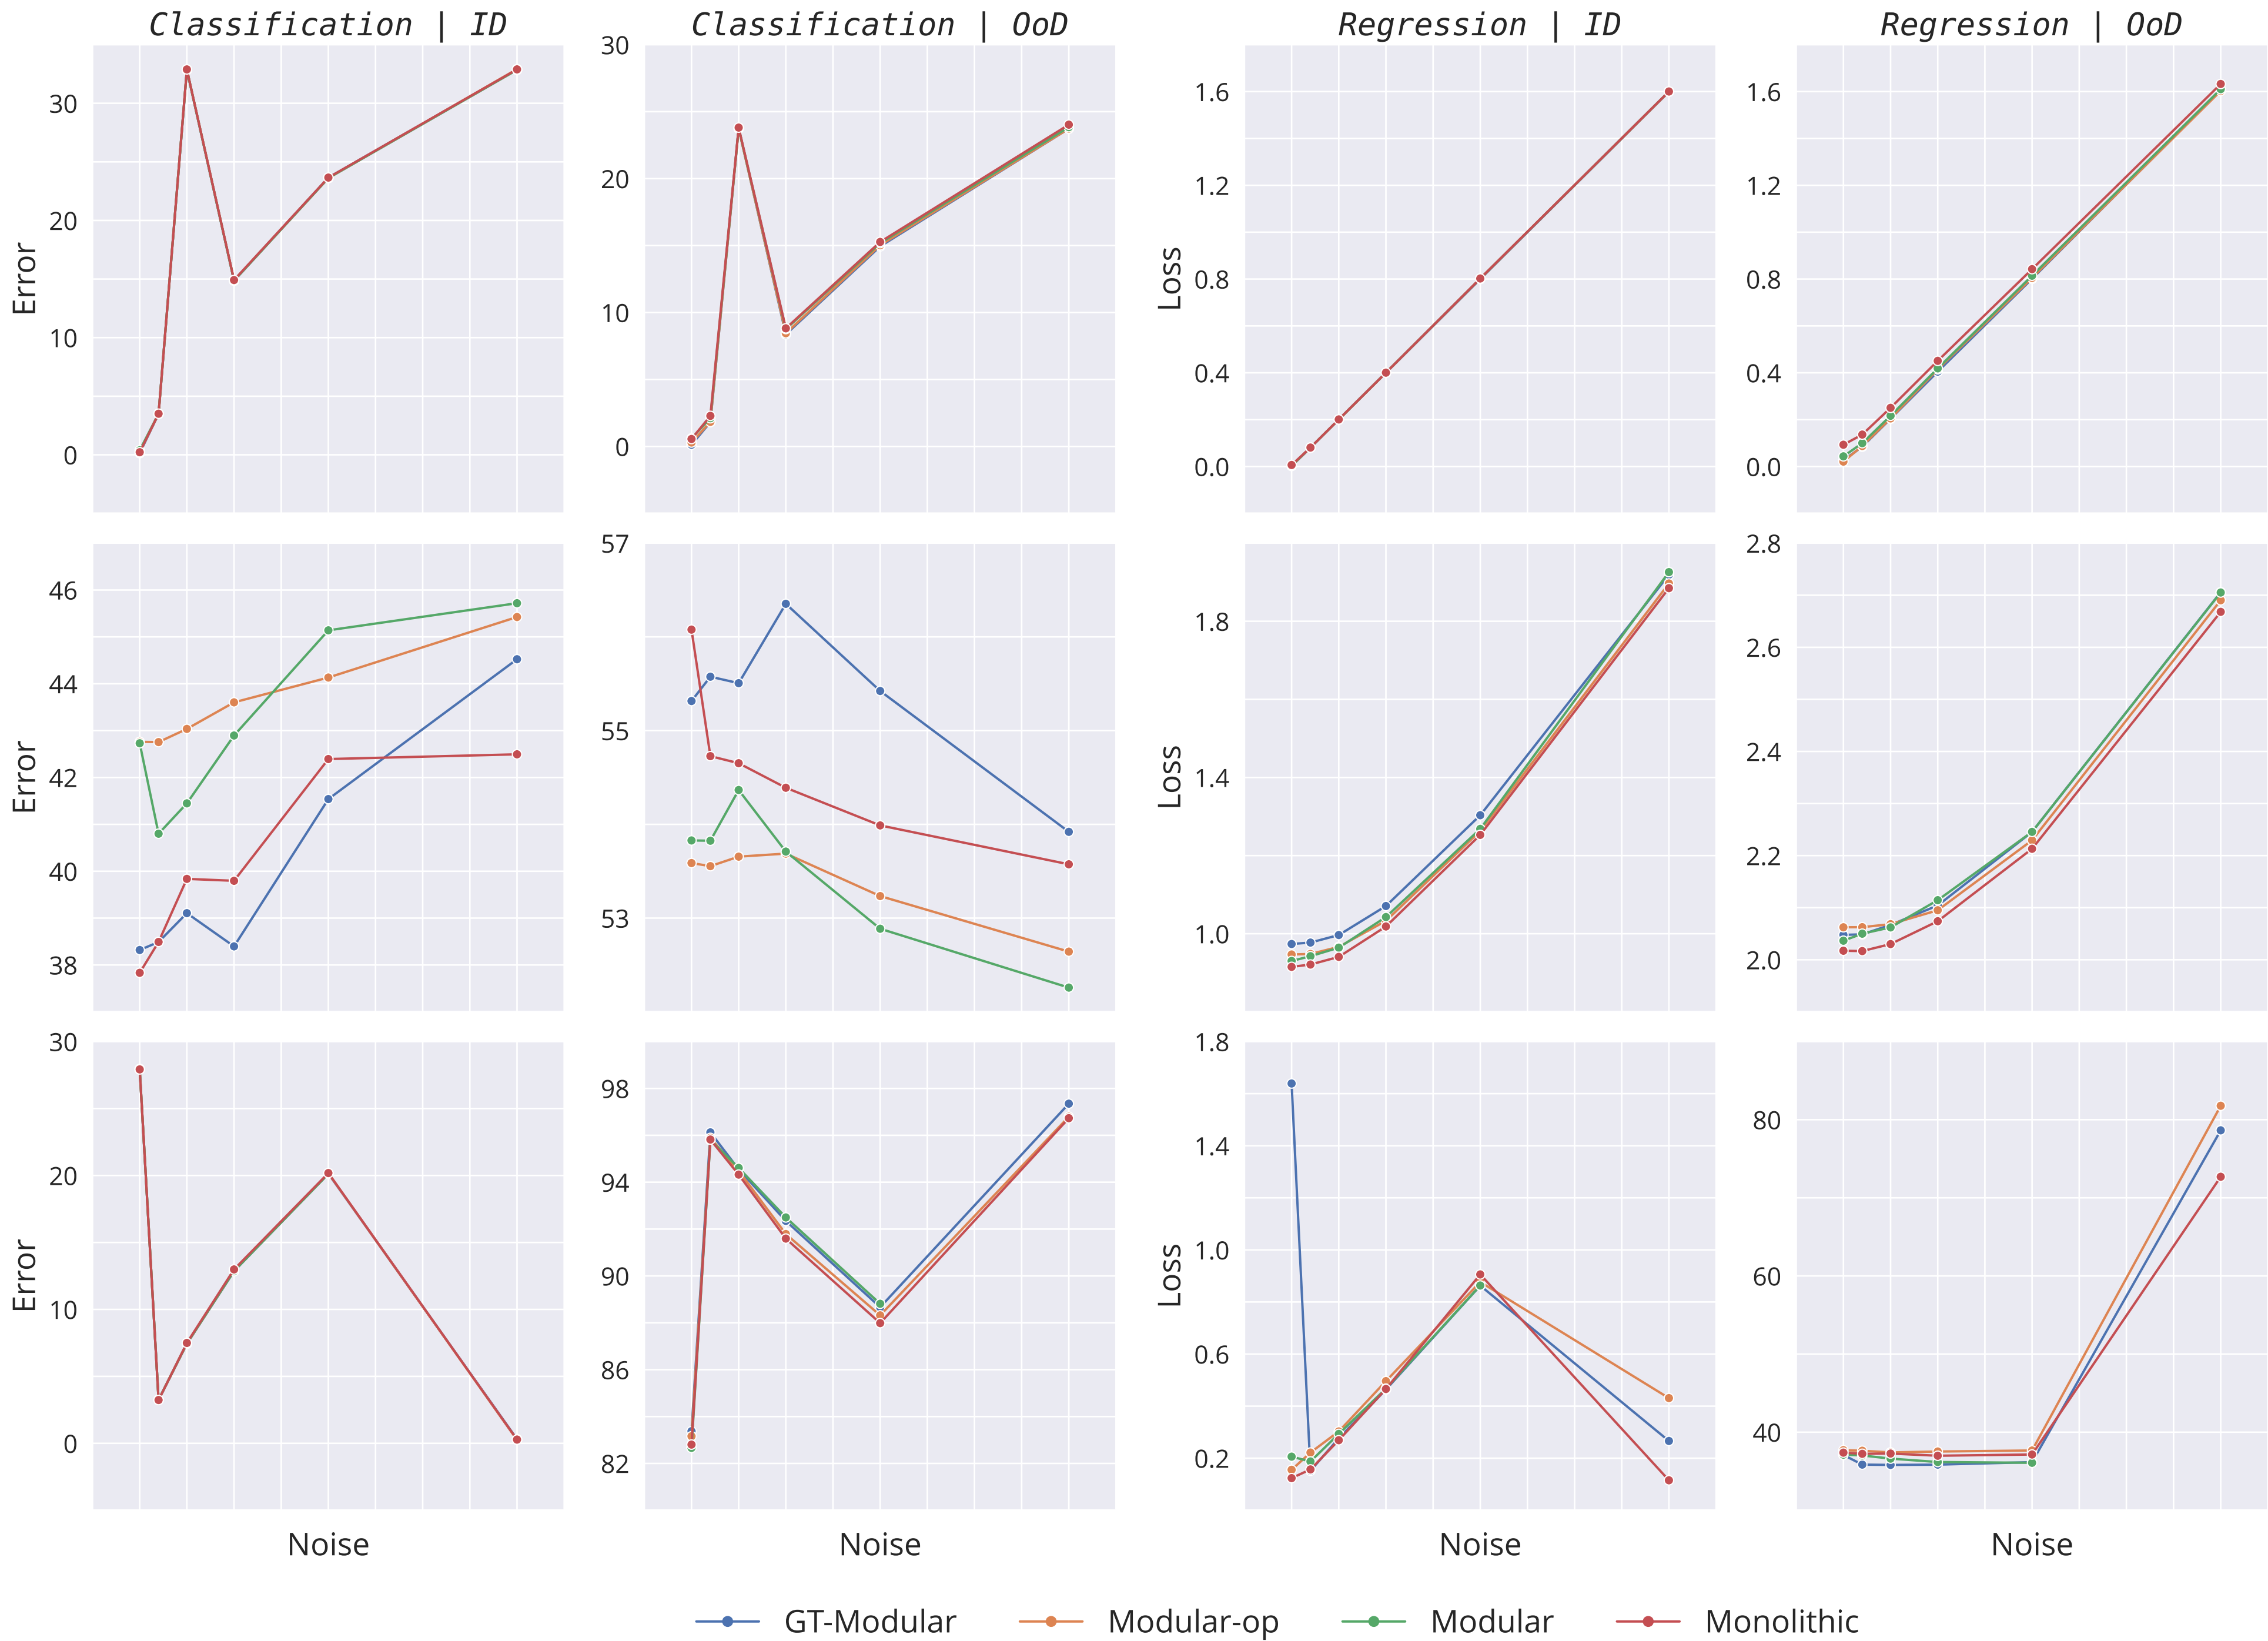 Classification | ID
Classification | OoD
Regression | ID
Regression | OoD
Error
30
20
10
0
30
20
10
0
Loss
1.6
1.2
0.8
0.4
0.0
1.6
1.2
0.8
0.4
0.0
Error
46
44
42
40
38
57
55
53
Loss
1.8
1.4
1.0
2.8
2.6
2.4
2.2
2.0
Error
30
20
10
0
98
94
90
86
82
Loss
1.8
1.4
1.0
0.6
0.2
80
60
40
Noise
Noise
Noise
Noise
GT-Modular
Modular-op
Modular
Monolithic